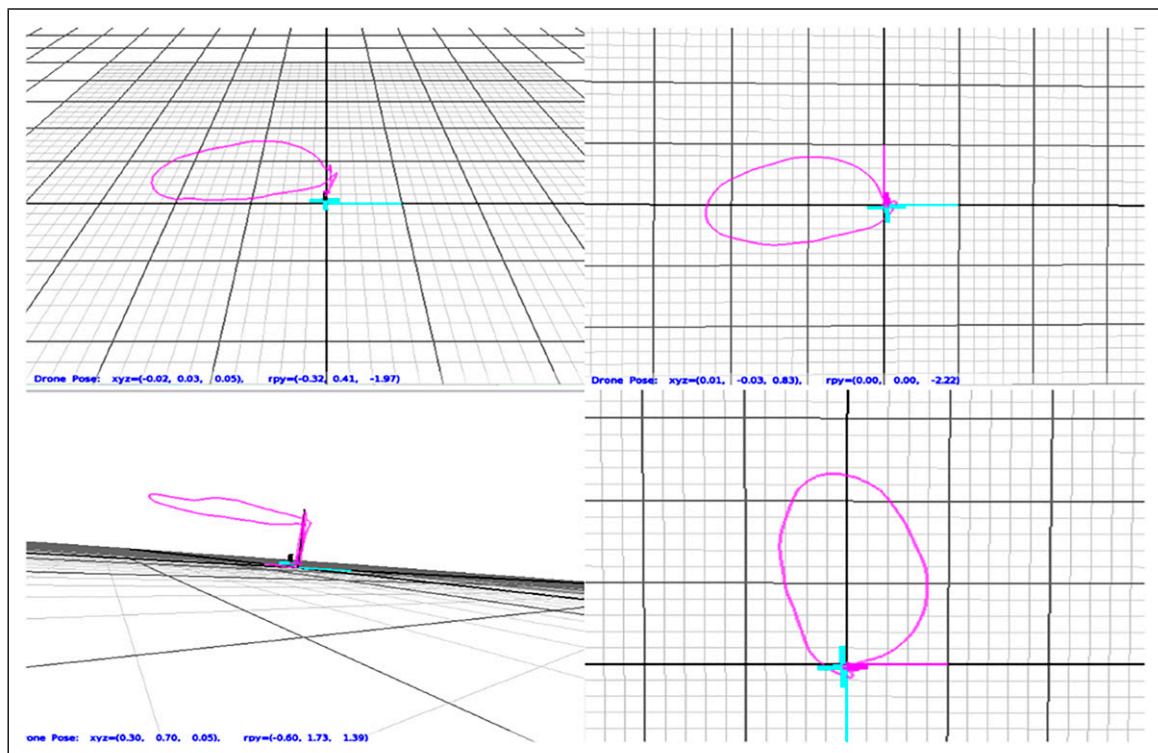 Drone Pose: xyz=(-0.02, 0.03, 0.05), rpy=(-0.32, 0.41, -1.97)
Drone Pose: xyz=(0.01, -0.03, 0.83), rpy=(0.00, 0.00, -2.22)
one Pose: xyz=(0.30, 0.70, 0.05), rpy=(-0.60, 1.73, 1.39)